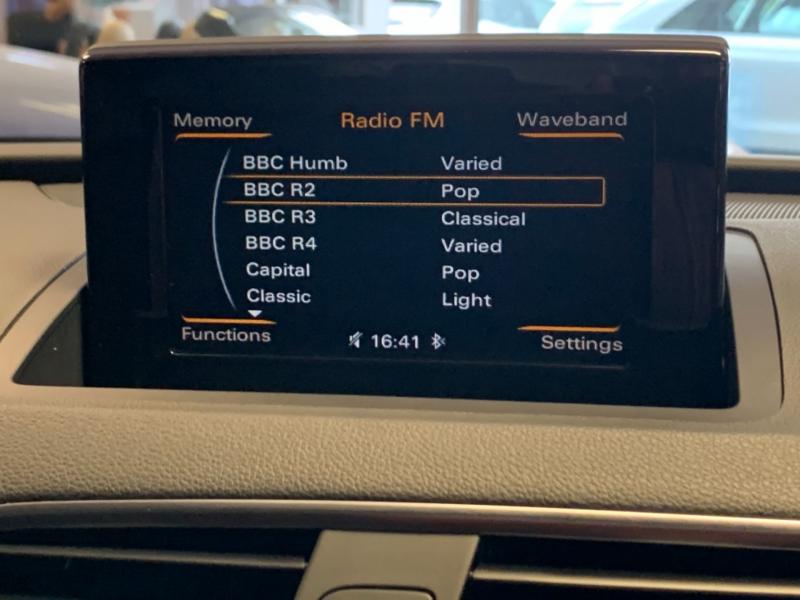 Memory Radio FM Waveband
BBC Humb Varied
BBC R2 Pop
BBC R3 Classical
BBC R4 Varied
Capital Pop
Classic Light
Functions 16:41 Settings